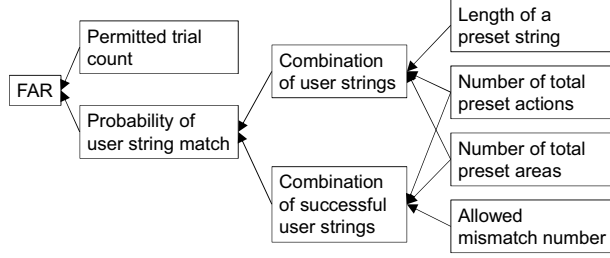 FAR
Permitted trial
count
Probability of
user string match
Combination
of user strings
Combination
of successful
user strings
Length of a
preset string
Number of total
preset actions
Number of total
preset areas
Allowed
mismatch number